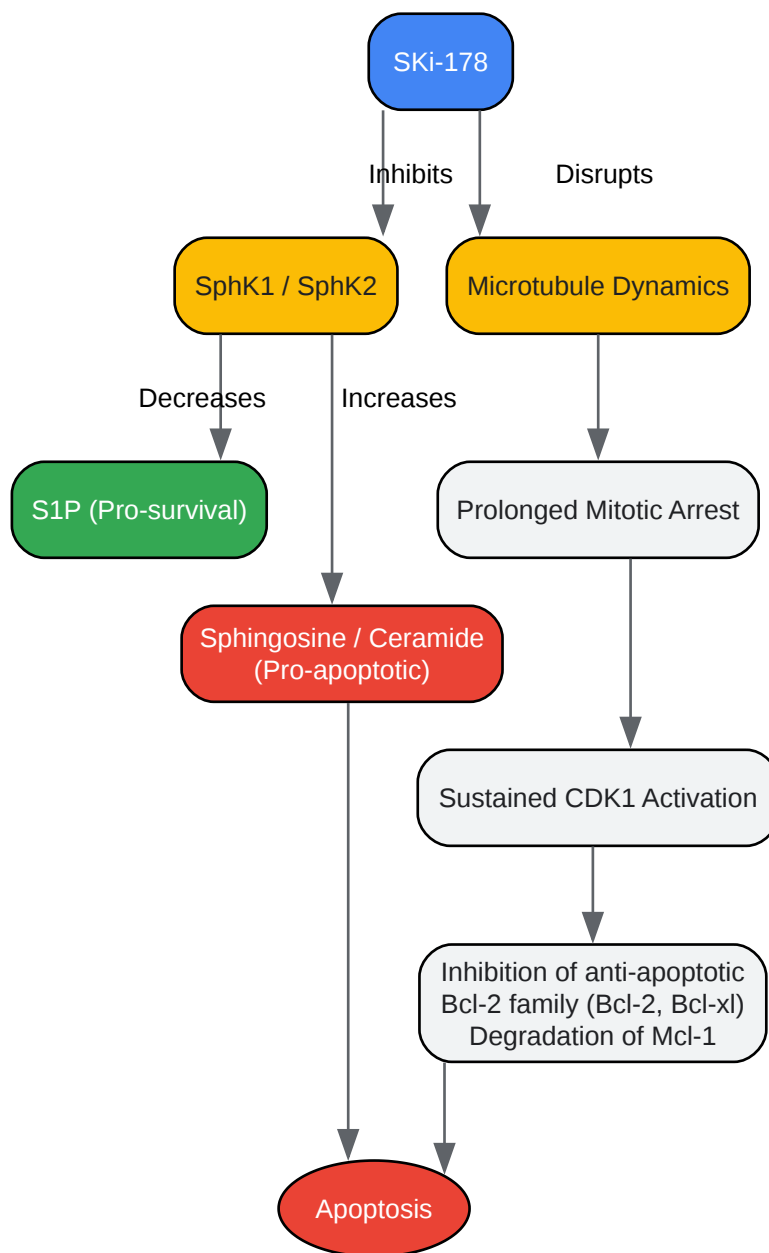 SKi-178
Inhibits
Disrupts
SphK1 / SphK2
Microtubule Dynamics
Decreases
Increases
S1P (Pro-survival)
Prolonged Mitotic Arrest
Sphingosine / Ceramide
(Pro-apoptotic)
Sustained CDK1 Activation
Inhibition of anti-apoptotic
Bcl-2 family (Bcl-2, Bcl-xl)
Degradation of Mcl-1
Apoptosis